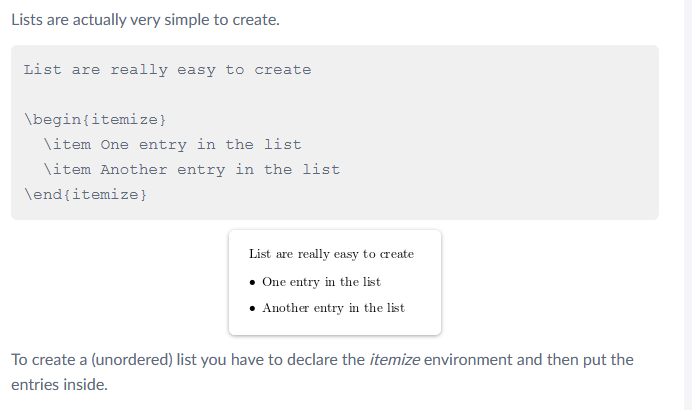 Lists are actually very simple to create.
List are really easy to create
\begin{itemize}
\item One entry in the list
\item Another entry in the list
\end{itemize}
List are really easy to create
• One entry in the list
• Another entry in the list
To create a (unordered) list you have to declare the itemize environment and then put the
entries inside.